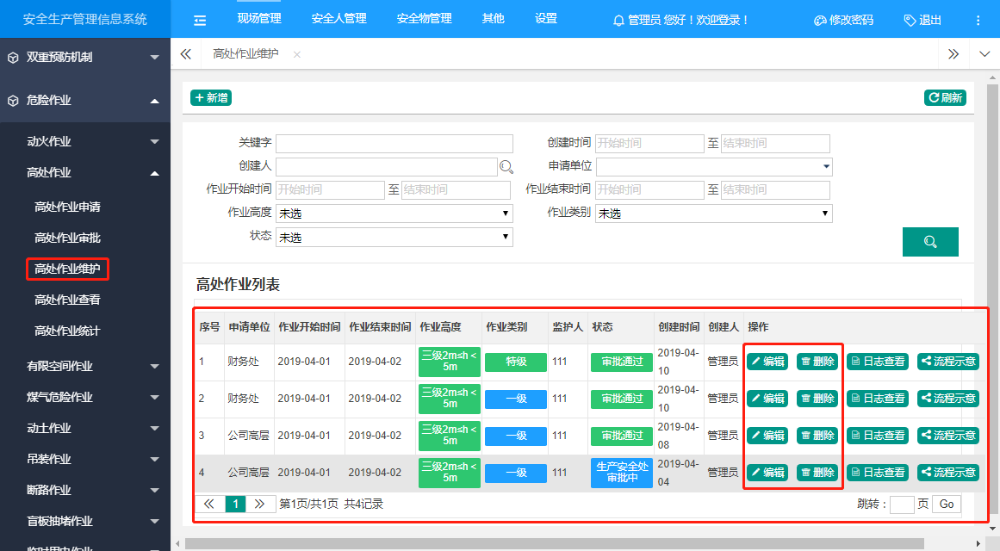 安全生产管理信息系统
现场管理 安全人管理 安全物管理 其他 设置 管理员 您好！欢迎登录！ 修改密码 退出
双重预防机制
危险作业
动火作业
高处作业
高处作业申请
高处作业审批
高处作业维护
高处作业查看
高处作业统计
有限空间作业
煤气危险作业
动土作业
吊装作业
断路作业
盲板抽堵作业
临时用电作业
高处作业维护
新增 刷新
关键字 创建时间 开始时间 至 结束时间
创建人 申请单位
作业开始时间 开始时间 至 结束时间 作业结束时间 开始时间 至 结束时间
作业高度 未选 作业类别 未选
状态 未选
高处作业列表
序号 申请单位 作业开始时间 作业结束时间 作业高度 作业类别 监护人 状态 创建时间 创建人 操作
1 财务处 2019-04-01 2019-04-02 三级2m≤h < 5m 特级 111 审批通过 2019-04-10 管理员 编辑 删除 日志查看 流程示意
2 财务处 2019-04-01 2019-04-02 三级2m≤h < 5m 一级 111 审批通过 2019-04-10 管理员 编辑 删除 日志查看 流程示意
3 公司高层 2019-04-01 2019-04-02 三级2m≤h < 5m 一级 111 审批通过 2019-04-08 管理员 编辑 删除 日志查看 流程示意
4 公司高层 2019-04-01 2019-04-02 三级2m≤h < 5m 一级 111 生产安全处审批中 2019-04-04 管理员 编辑 删除 日志查看 流程示意
1 第1页/共1页 共4记录 跳转： 页 Go